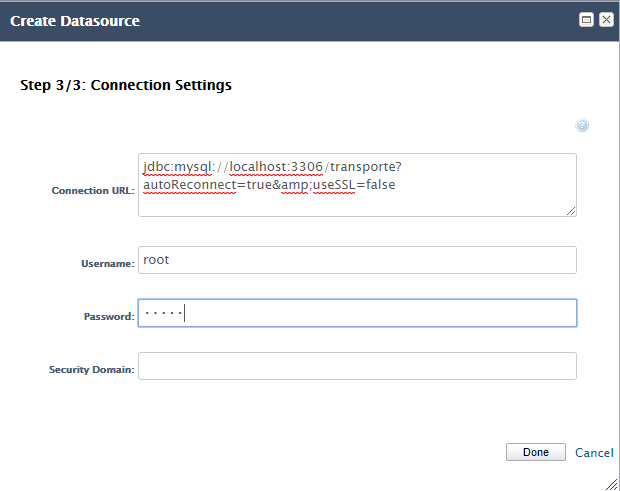 Create Datasource
Step 3/3: Connection Settings
Connection URL:
jdbc:mysql://localhost:3306/transporte?
autoReconnect=true&amp;useSSL=false
Username:
root
Password:
·····
Security Domain:
Done
Cancel